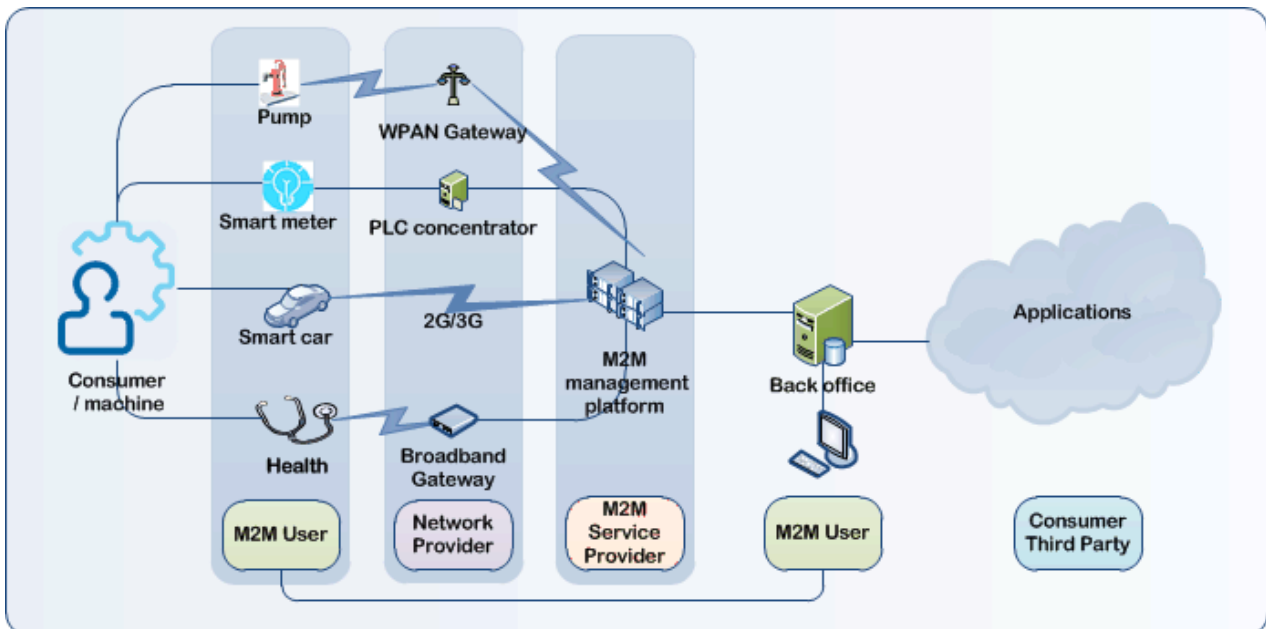 Pump
WPAN Gateway
Smart meter
PLC concentrator
Smart car
2G/3G
Applications
Consumer
/ machine
M2M
management
platform
Back office
Health
Broadband
Gateway
M2M User
Network
Provider
M2M
Service
Provider
M2M User
Consumer
Third Party